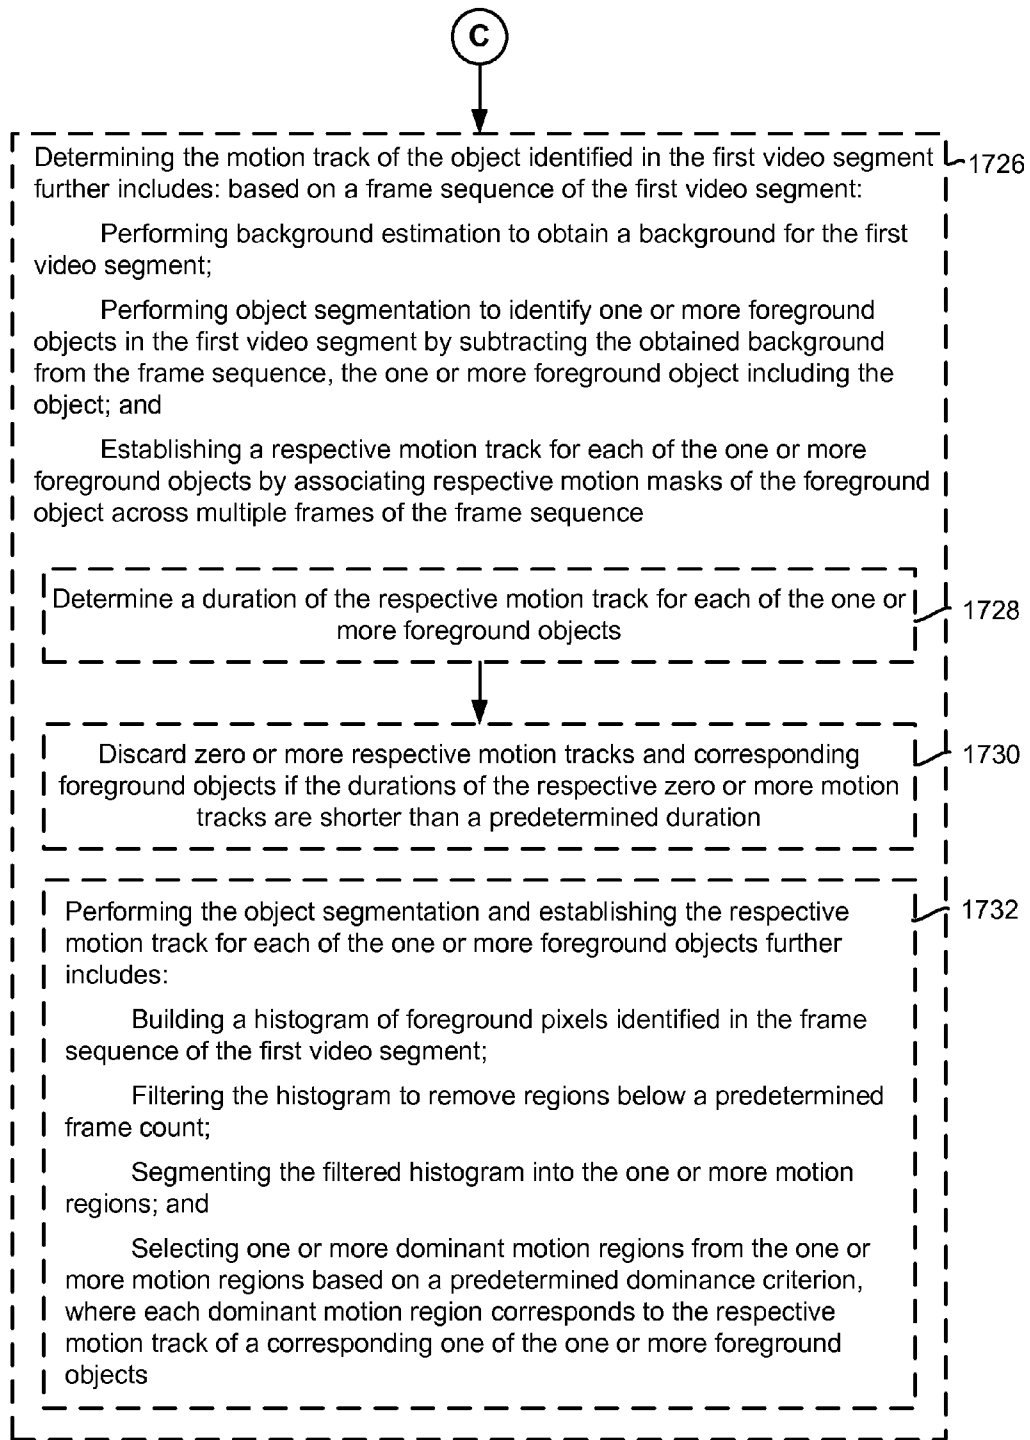 C
Determining the motion track of the object identified in the first video segment
further includes: based on a frame sequence of the first video segment:
1726
Performing background estimation to obtain a background for the first
video segment;
Performing object segmentation to identify one or more foreground
objects in the first video segment by subtracting the obtained background
from the frame sequence, the one or more foreground object including the
object; and
Establishing a respective motion track for each of the one or more
foreground objects by associating respective motion masks of the foreground
object across multiple frames of the frame sequence
Determine a duration of the respective motion track for each of the one or
more foreground objects
1728
Discard zero or more respective motion tracks and corresponding
foreground objects if the durations of the respective zero or more motion
tracks are shorter than a predetermined duration
1730
Performing the object segmentation and establishing the respective
motion track for each of the one or more foreground objects further
includes:
1732
Building a histogram of foreground pixels identified in the frame
sequence of the first video segment;
Filtering the histogram to remove regions below a predetermined
frame count;
Segmenting the filtered histogram into the one or more motion
regions; and
Selecting one or more dominant motion regions from the one or
more motion regions based on a predetermined dominance criterion,
where each dominant motion region corresponds to the respective
motion track of a corresponding one of the one or more foreground
objects